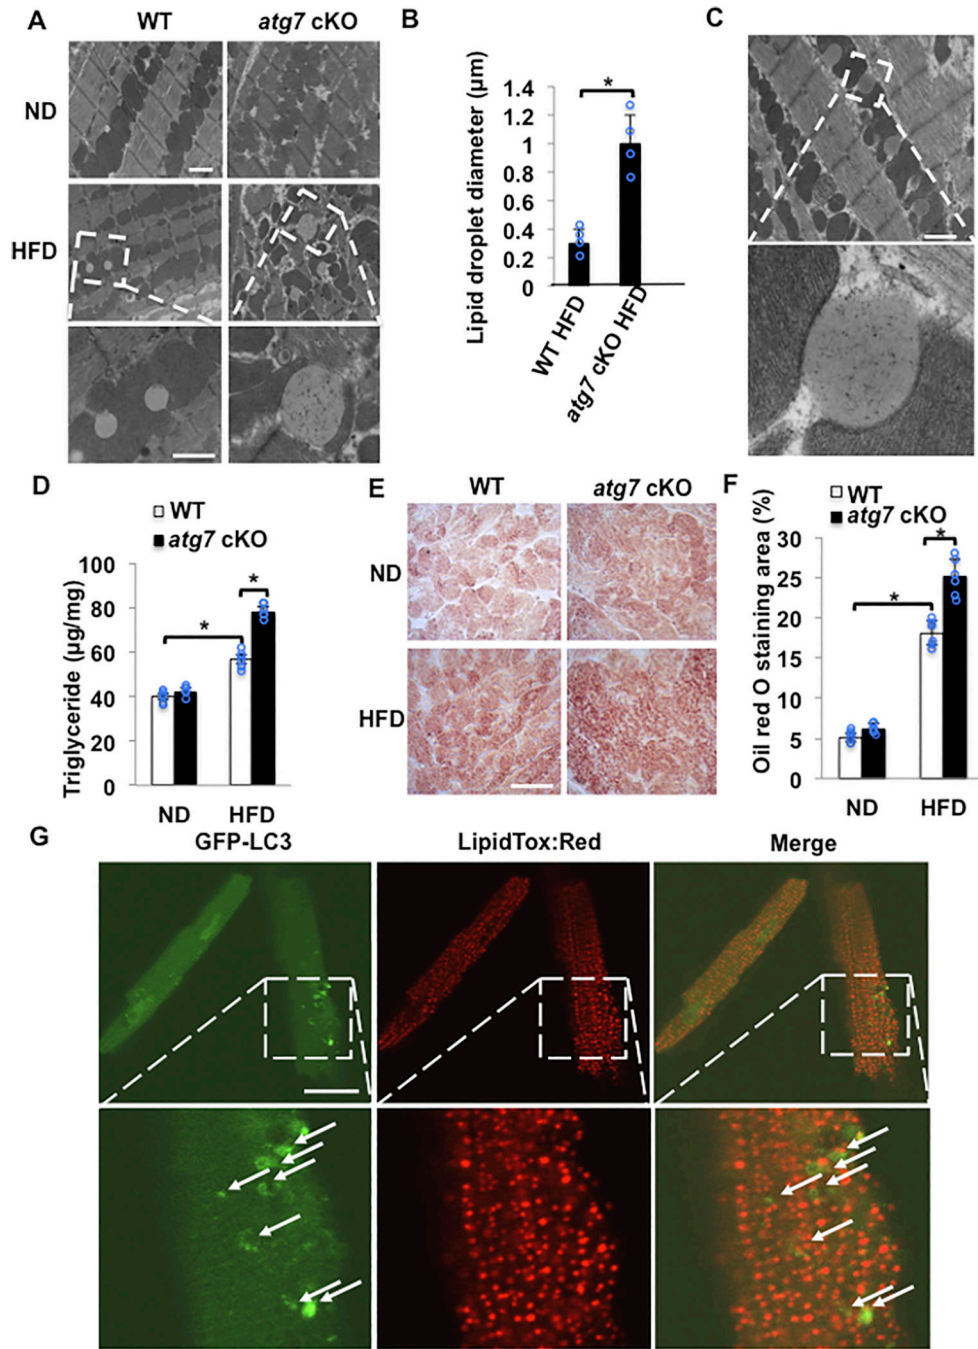 A
WT
atg7 cKO
ND
HFD
B
Lipid droplet diameter (μm)
1.4
1.2
1
0.8
0.6
0.4
0.2
0
*
WT HFD
atg7 cKO HFD
C
D
WT
atg7 cKO
Triglyceride (μg/mg)
100
80
60
40
20
0
*
*
ND
HFD
E
WT
atg7 cKO
ND
HFD
F
WT
atg7 cKO
Oil red O staining area (%)
30
25
20
15
10
5
0
*
*
ND
HFD
G
GFP-LC3
LipidTox:Red
Merge